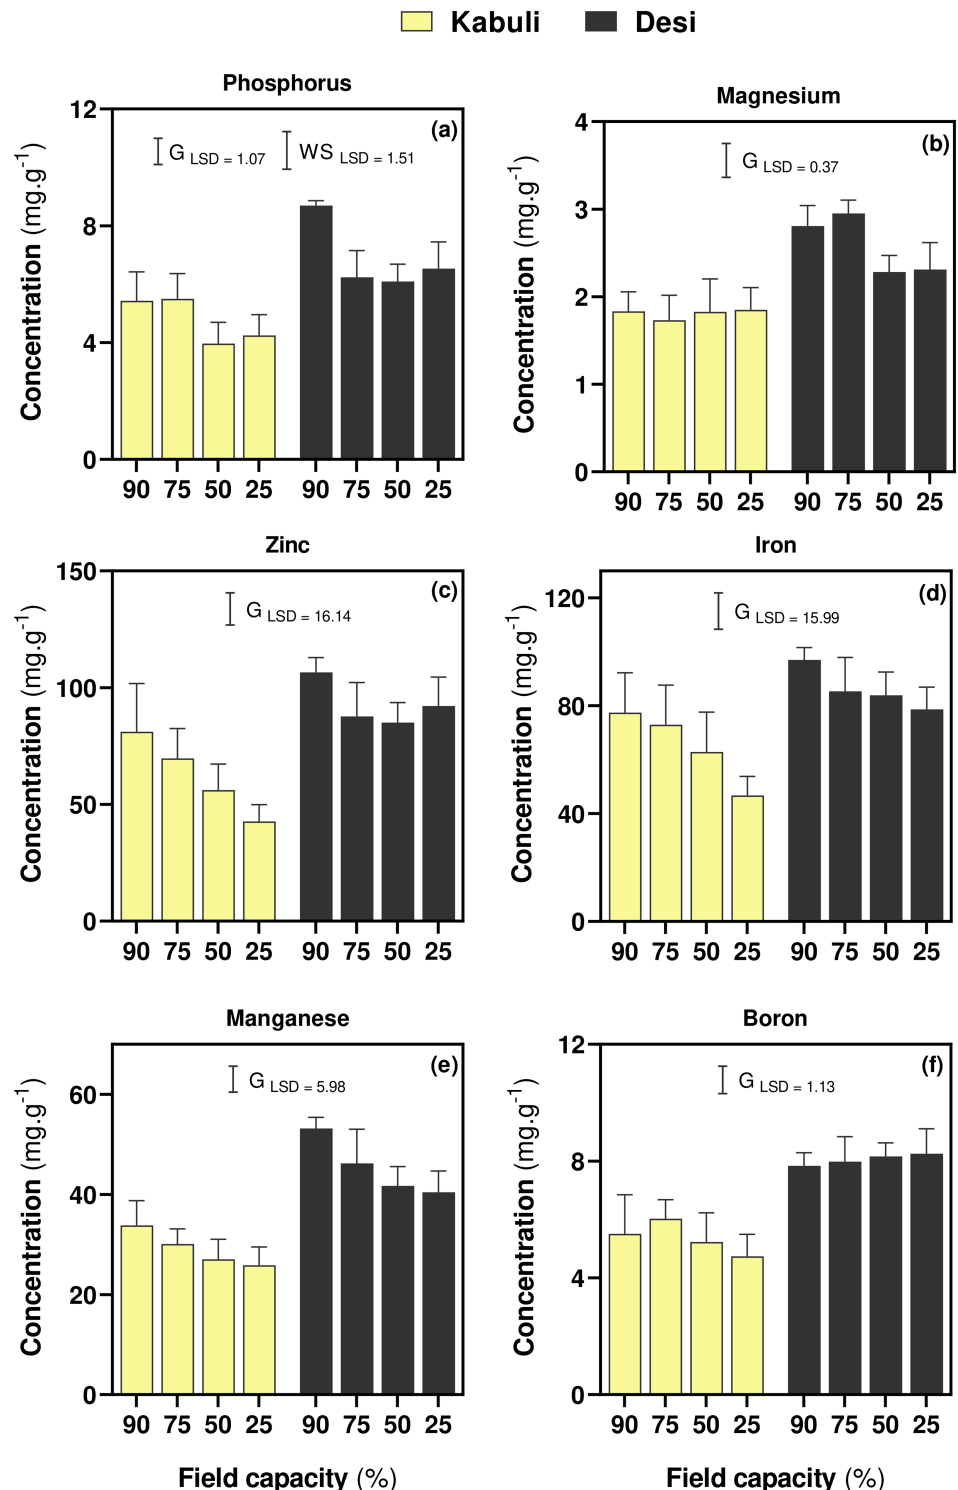 Kabuli Desi
Phosphorus
12
8
4
0
Concentration (mg.g-1)
(a)
G LSD = 1.07
WS LSD = 1.51
90 75 50 25 90 75 50 25
Magnesium
4
3
2
1
0
Concentration (mg.g-1)
(b)
G LSD = 0.37
90 75 50 25 90 75 50 25
Zinc
150
100
50
0
Concentration (mg.g-1)
(c)
G LSD = 16.14
90 75 50 25 90 75 50 25
Iron
120
80
40
0
Concentration (mg.g-1)
(d)
G LSD = 15.99
90 75 50 25 90 75 50 25
Manganese
60
40
20
0
Concentration (mg.g-1)
(e)
G LSD = 5.98
90 75 50 25 90 75 50 25
Field capacity (%)
Boron
12
8
4
0
Concentration (mg.g-1)
(f)
G LSD = 1.13
90 75 50 25 90 75 50 25
Field capacity (%)